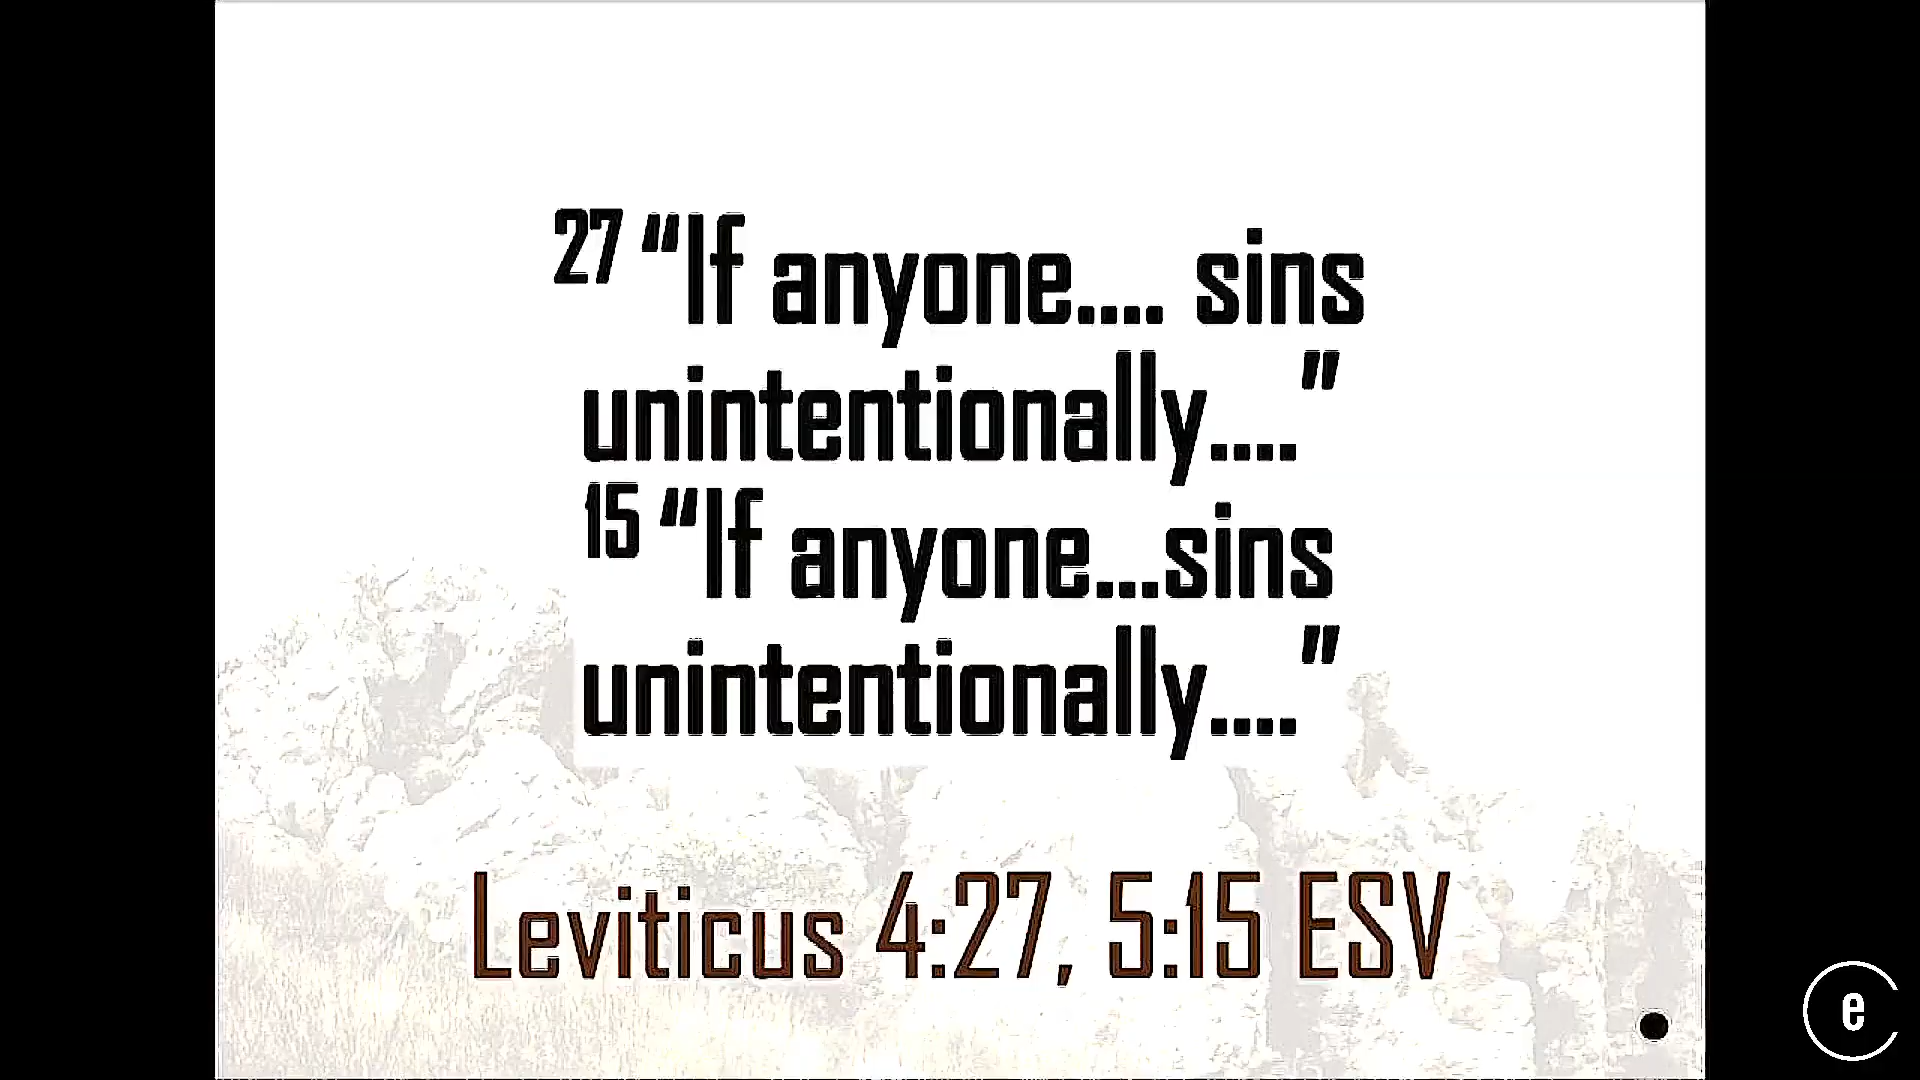 27 “If anyone.... sins
unintentionally....”
15 “If anyone...sins
unintentionally....”
Leviticus 4:27, 5:15 ESV
e